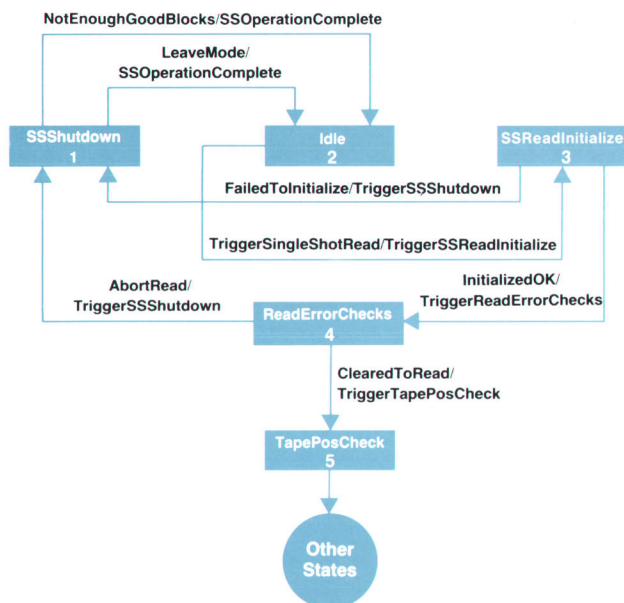 NotEnoughGoodBlocks/SSOperationComplete
LeaveMode/
SSOperationComplete
SSShutdown
1
Idle
2
SSReadInitialize
3
FailedToInitialize/TriggerSSShutdown
TriggerSingleShotRead/TriggerSSReadInitialize
AbortRead/
TriggerSSShutdown
InitializedOK/
TriggerReadErrorChecks
ReadErrorChecks
4
ClearedToRead/
TriggerTapePosCheck
TapePosCheck
5
Other
States